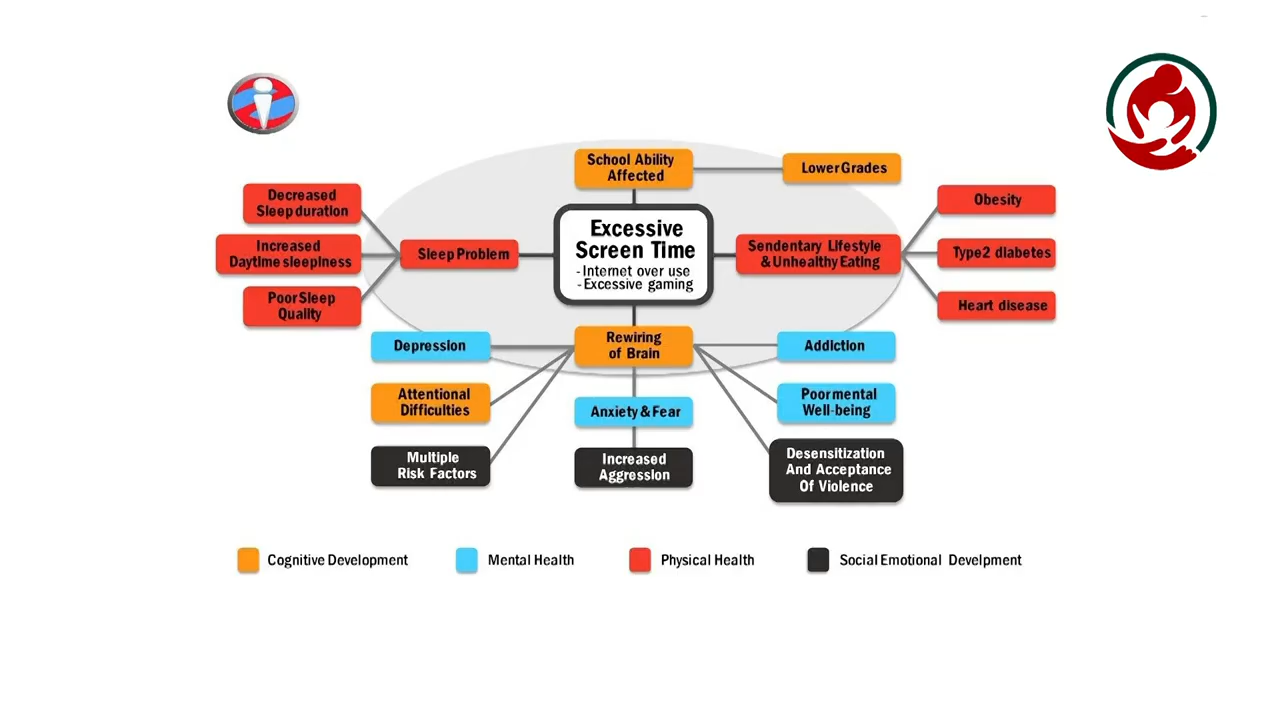 School Ability
Affected
Lower Grades
Decreased
Sleep duration
Increased
Daytime sleepiness
Poor Sleep
Quality
Sleep Problem
Excessive
Screen Time
- Internet over use
- Excessive gaming
Sendentary Lifestyle
& Unhealthy Eating
Obesity
Type2 diabetes
Heart disease
Depression
Rewiring
of Brain
Addiction
Attentional
Difficulties
Anxiety & Fear
Poor mental
Well-being
Multiple
Risk Factors
Increased
Aggression
Desensitization
And Acceptance
Of Violence
Cognitive Development
Mental Health
Physical Health
Social Emotional Develpment